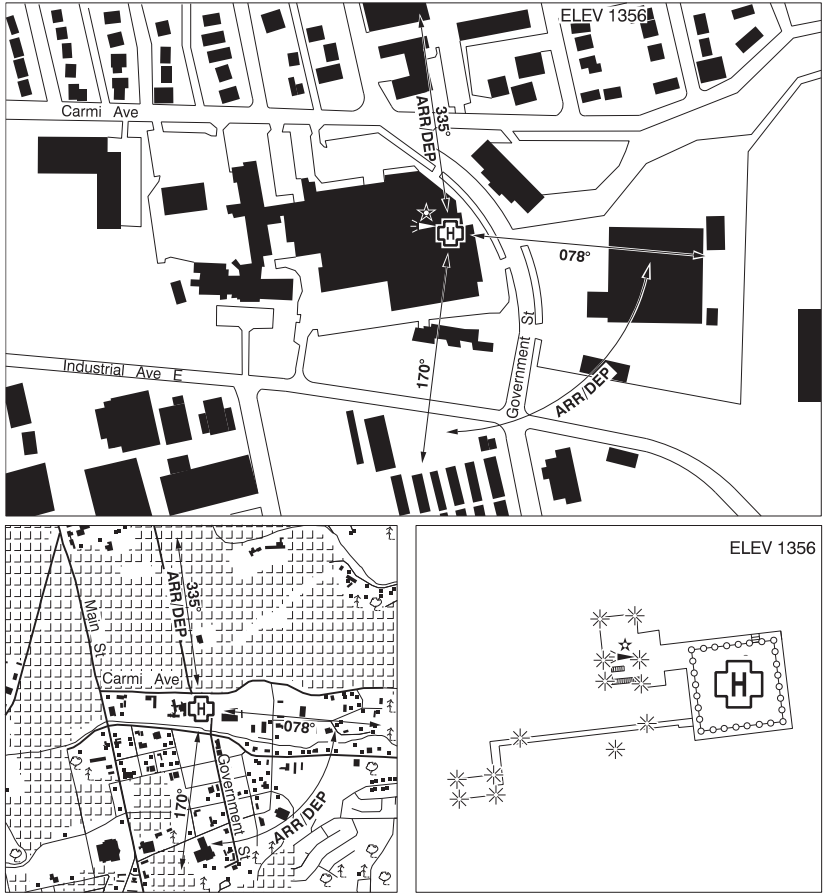 ELEV 1356
Carmi Ave
335°
ARR/DEP
H
078°
170°
Government St
Industrial Ave E
ARR/DEP
335°
ARR/DEP
Main St
Carmi Ave
H
078°
170°
Government St
ARR/DEP
ELEV 1356
H